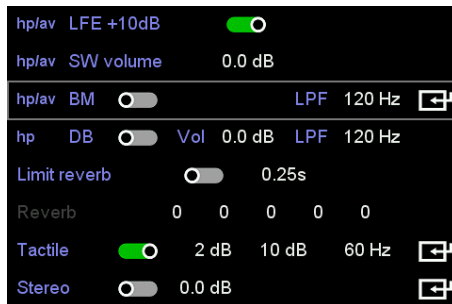 hp/av LFE +10dB
hp/av SW volume 0.0 dB
hp/av BM LPF 120 Hz
hp DB Vol 0.0 dB LPF 120 Hz
Limit reverb 0.25s
Reverb 0 0 0 0 0
Tactile 2 dB 10 dB 60 Hz
Stereo 0.0 dB